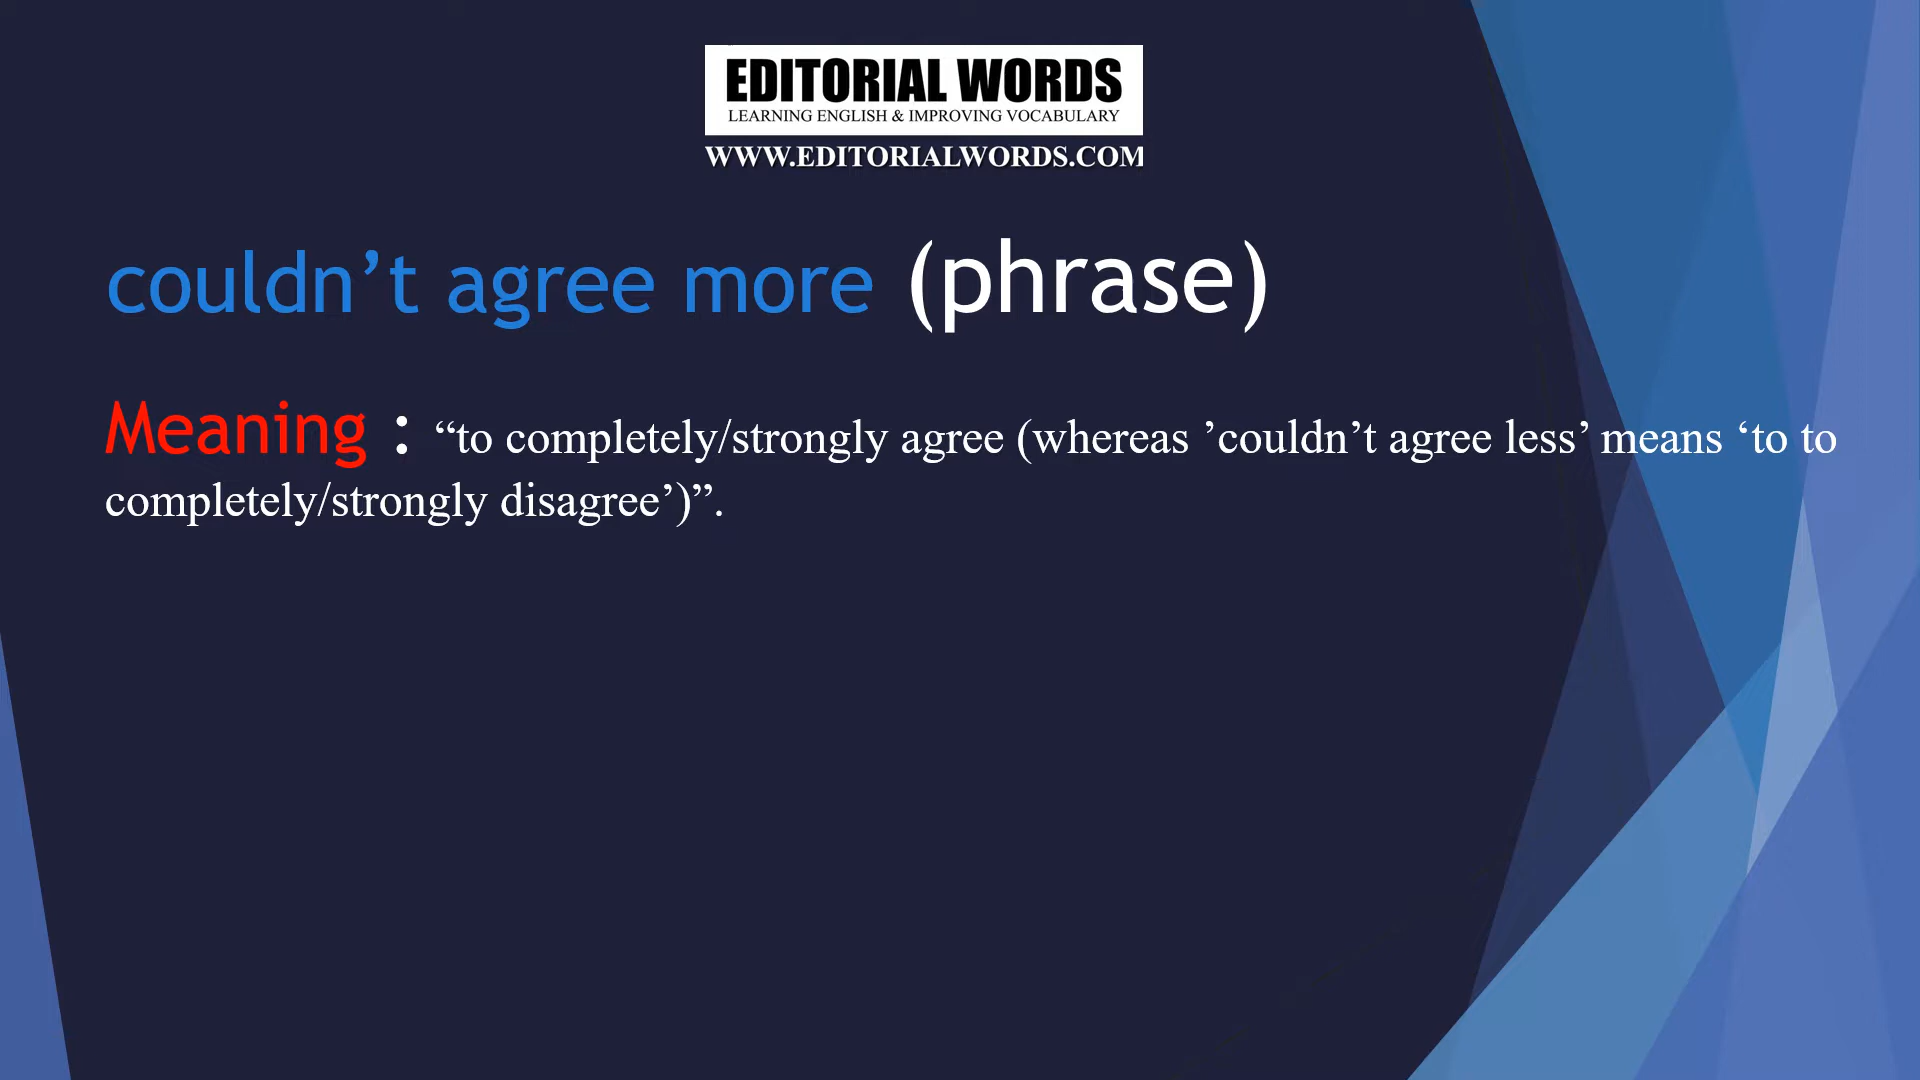 EDITORIAL WORDS
LEARNING ENGLISH & IMPROVING VOCABULARY
WWW.EDITORIALWORDS.COM
couldn’t agree more (phrase)
Meaning : “to completely/strongly agree (whereas ’couldn’t agree less’ means ‘to to
completely/strongly disagree’)”.